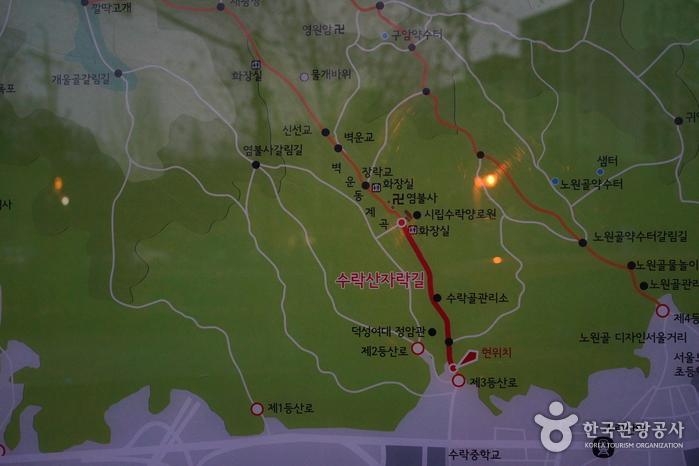 깔딱고개
영원암 卍
구암약수터
화장실
물개바위
개울골갈림길
신선교
벽운교
염불사갈림길
벽운동계곡
장락교
화장실
샘터
노원골약수터
卍 염불사
시립수락양로원
화장실
노원골약수터갈림길
수락산자락길
노원골물놀이
노원골관리
수락골관리소
덕성여대 정암관
제4등
노원골 디자인서울거리
제2등산로
현위치
제3등산로
서울
초등학
제1등산로
수락중학교
한국관광공사
KOREA TOURISM ORGANIZATION